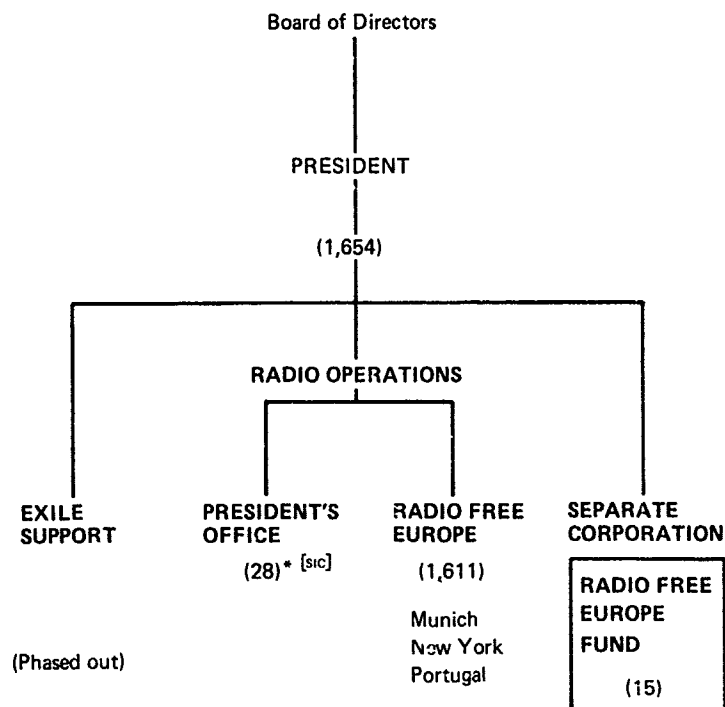 Board of Directors
PRESIDENT
(1,654)
RADIO OPERATIONS
EXILE
SUPPORT
(Phased out)
PRESIDENT'S
OFFICE
(28)* [SIC]
RADIO FREE
EUROPE
(1,611)
Munich
New York
Portugal
SEPARATE
CORPORATION
RADIO FREE
EUROPE
FUND
(15)